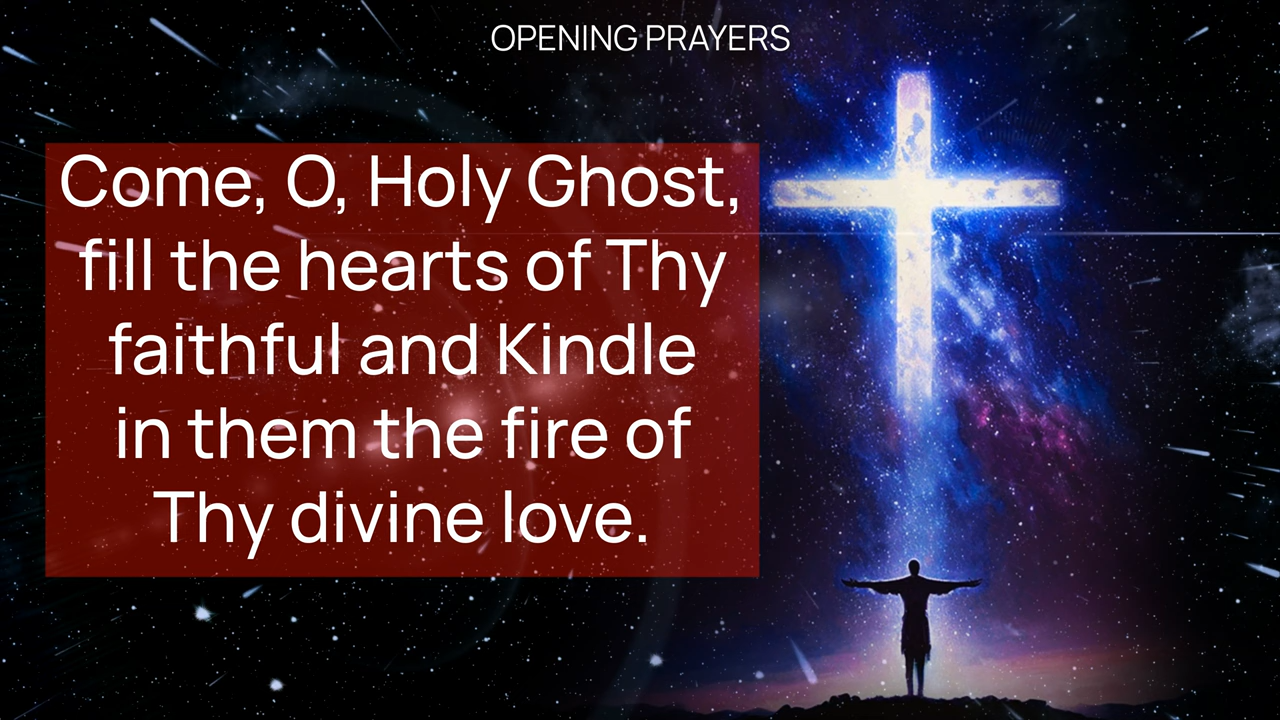 OPENING PRAYERS
Come, O, Holy Ghost,
fill the hearts of Thy
faithful and Kindle
in them the fire of
Thy divine love.